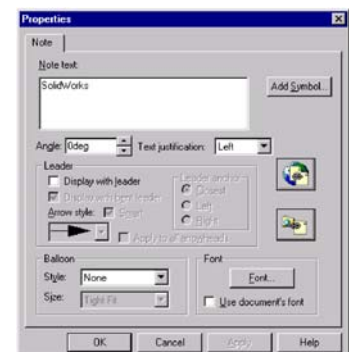 Properties
Note
Note text:
SolidWorks
Add Symbol...
Angle: 0deg Text justification: Left
Leader
Display with leader
Display with bent leader
Arrow style: Smart
Apply to all arrowheads
Leader anchor
Closest
Left
Right
Balloon
Style: None
Size: Tight Fit
Font
Font...
Use document's font
OK Cancel Apply Help